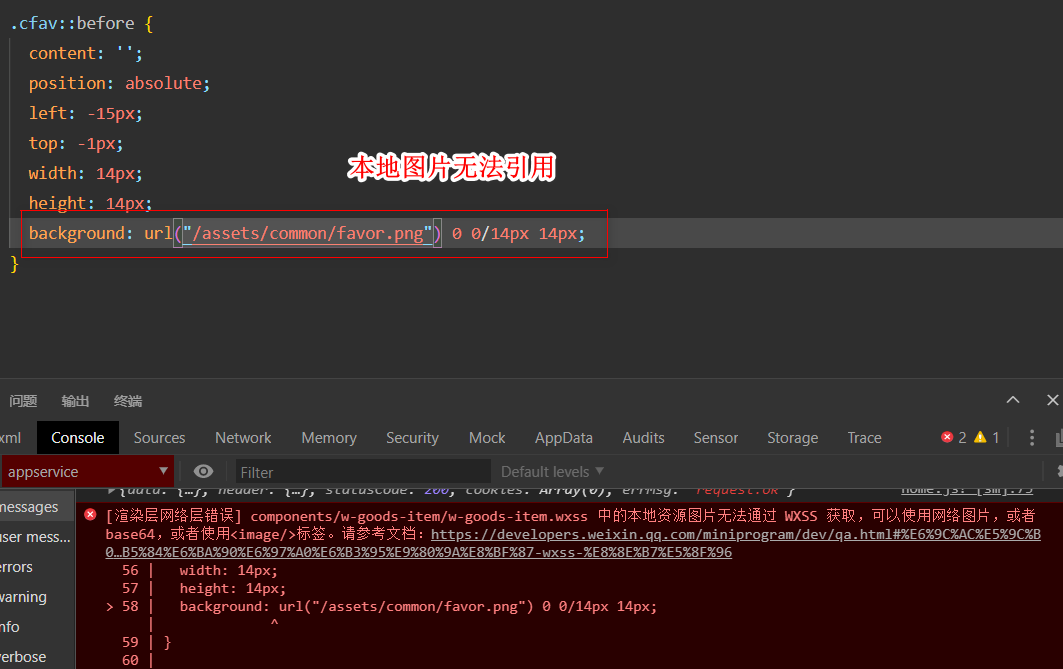 .cfav::before {
content: '';
position: absolute;
left: -15px;
top: -1px;
width: 14px;
本地图片无法引用
height: 14px;
background: url("/assets/common/favor.png") 0 0/14px 14px;
}
问题 输出 终端
xml Console Sources Network Memory Security Mock AppData Audits Sensor Storage Trace 2 1
appservice Filter Default levels
messages
user mess...
errors
warning
info
verbose
▸{data: {…}, header: {…}, statusCode: 200, cookies: Array(0), errMsg: "request:ok"}
[渲染层网络层错误] components/w-goods-item/w-goods-item.wxss 中的本地资源图片无法通过 WXSS 获取，可以使用网络图片，或者
base64，或者使用<image/>标签。请参考文档：https://developers.weixin.qq.com/miniprogram/dev/qa.html#%E6%9C%AC%E5%9C%B
0…B5%84%E6%BA%90%E6%97%A0%E6%B3%95%E9%80%9A%E8%BF%87-wxss-%E8%8E%B7%E5%8F%96
56 | width: 14px;
57 | height: 14px;
> 58 | background: url("/assets/common/favor.png") 0 0/14px 14px;
| ^
59 | }
60 |